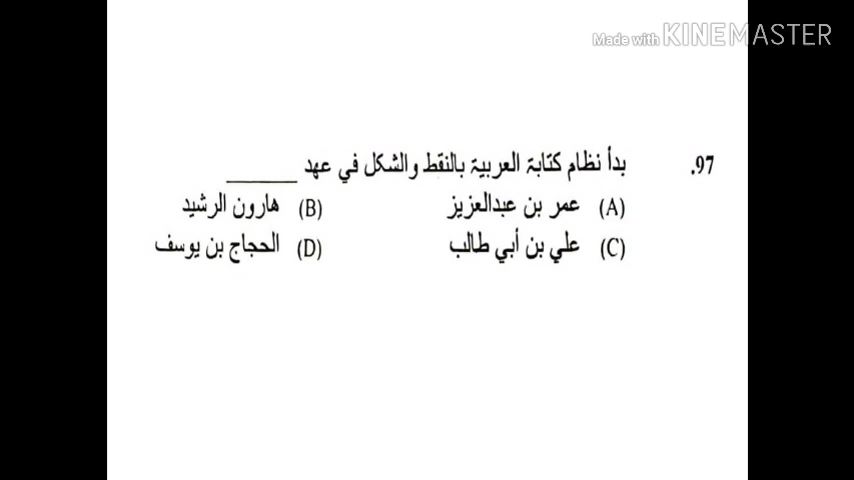 Made with KINEMASTER
97. بدأ نظام كتابة العربية بالنقط والشكل في عهد ______
(A) عمر بن عبدالعزيز (B) هارون الرشيد
(C) علي بن أبي طالب (D) الحجاج بن يوسف